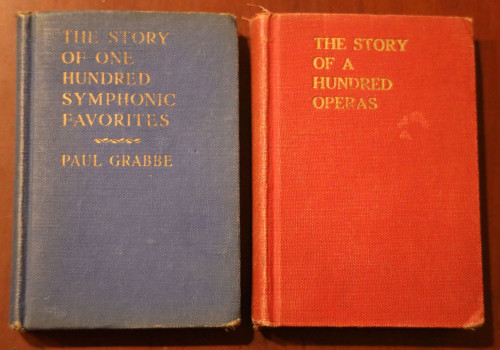 THE STORY
OF ONE
HUNDRED
SYMPHONIC
FAVORITES
PAUL GRABBE
THE STORY
OF A
HUNDRED
OPERAS